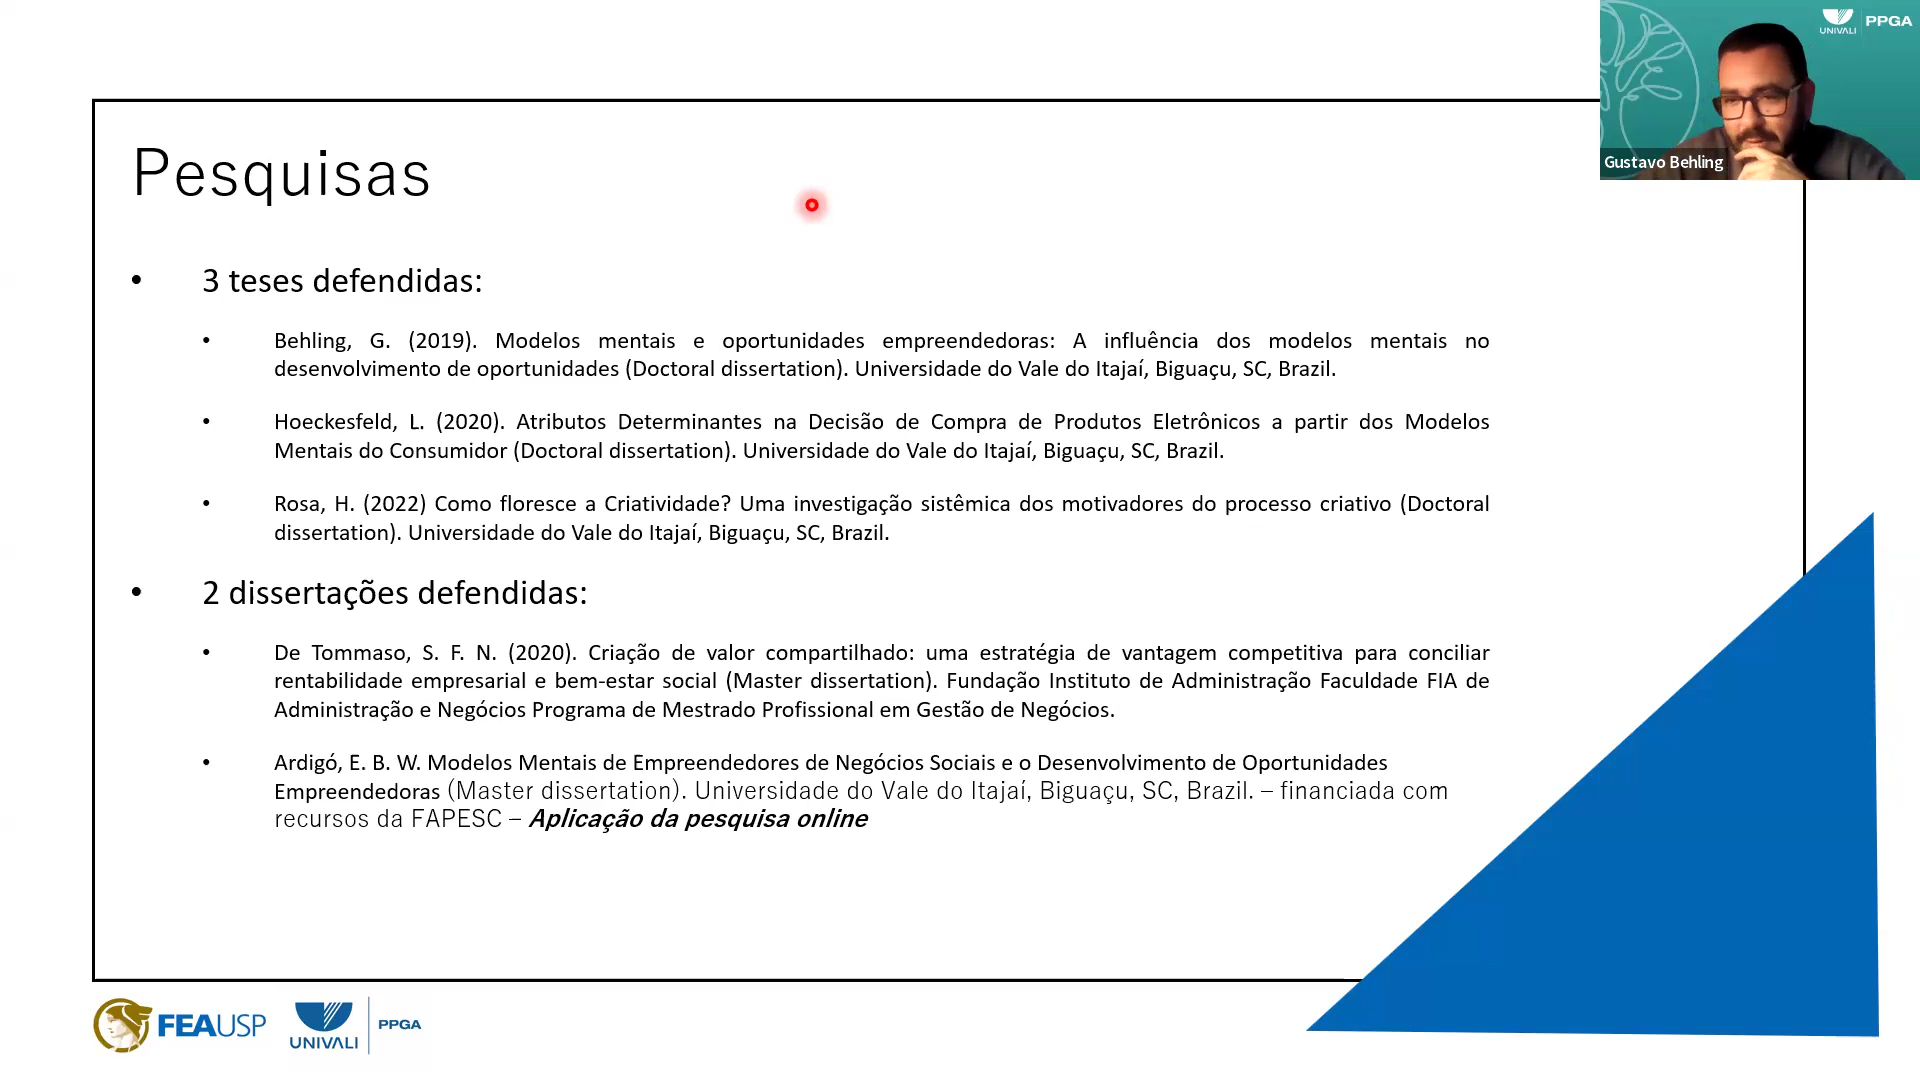 UNIVALI PPGA
Gustavo Behling
Pesquisas
• 3 teses defendidas:
• Behling, G. (2019). Modelos mentais e oportunidades empreendedoras: A influência dos modelos mentais no
desenvolvimento de oportunidades (Doctoral dissertation). Universidade do Vale do Itajaí, Biguaçu, SC, Brazil.
• Hoeckesfeld, L. (2020). Atributos Determinantes na Decisão de Compra de Produtos Eletrônicos a partir dos Modelos
Mentais do Consumidor (Doctoral dissertation). Universidade do Vale do Itajaí, Biguaçu, SC, Brazil.
• Rosa, H. (2022) Como floresce a Criatividade? Uma investigação sistêmica dos motivadores do processo criativo (Doctoral
dissertation). Universidade do Vale do Itajaí, Biguaçu, SC, Brazil.
• 2 dissertações defendidas:
• De Tommaso, S. F. N. (2020). Criação de valor compartilhado: uma estratégia de vantagem competitiva para conciliar
rentabilidade empresarial e bem-estar social (Master dissertation). Fundação Instituto de Administração Faculdade FIA de
Administração e Negócios Programa de Mestrado Profissional em Gestão de Negócios.
• Ardigó, E. B. W. Modelos Mentais de Empreendedores de Negócios Sociais e o Desenvolvimento de Oportunidades
Empreendedoras (Master dissertation). Universidade do Vale do Itajaí, Biguaçu, SC, Brazil. – financiada com
recursos da FAPESC – Aplicação da pesquisa online
FEAUSP UNIVALI PPGA